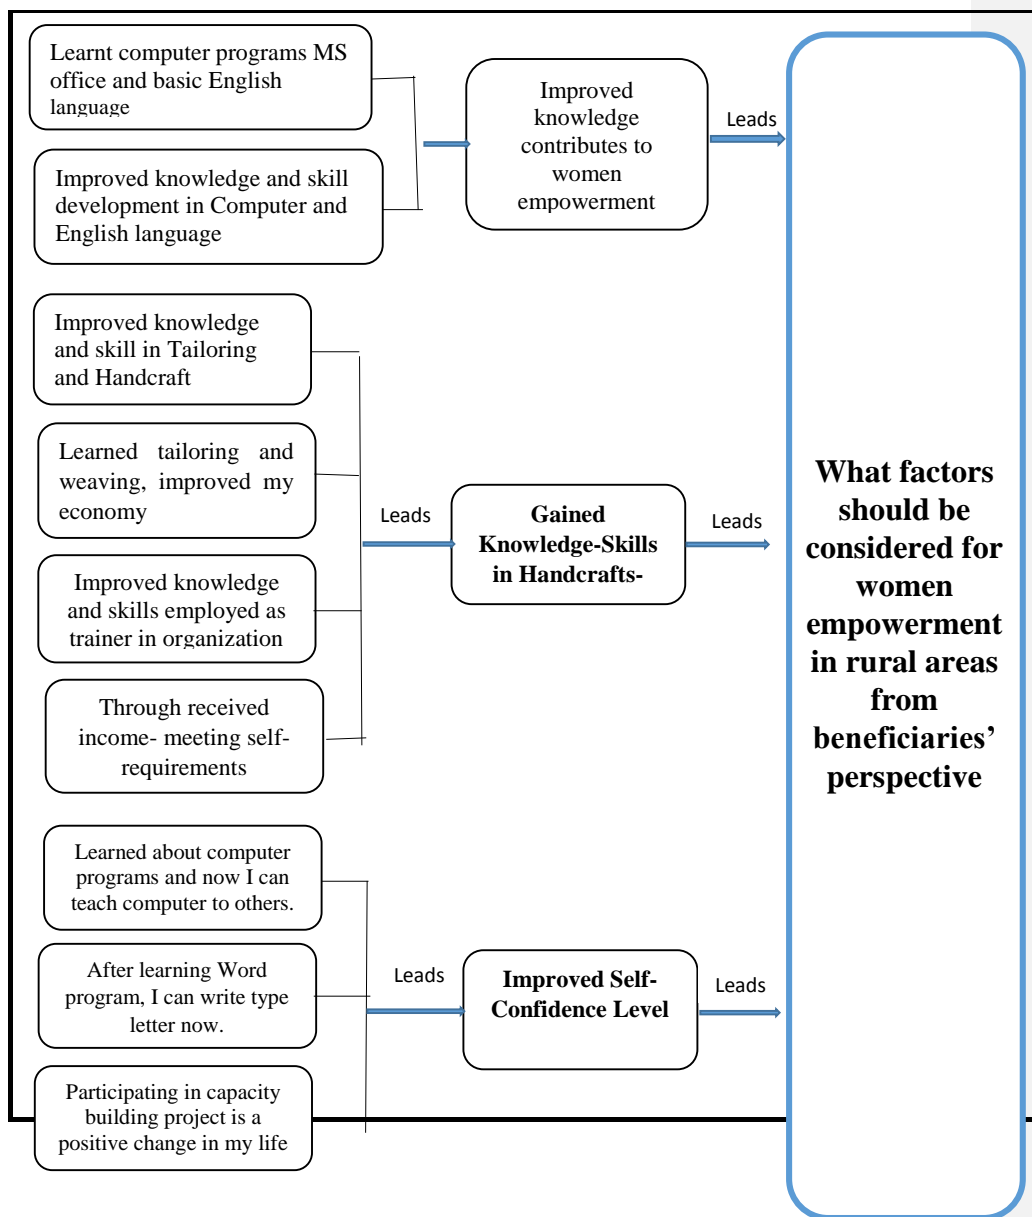 Learnt computer programs MS
office and basic English
language
Improved knowledge and skill
development in Computer and
English language
Improved
knowledge
contributes to
women
empowerment
Leads
Improved knowledge
and skill in Tailoring
and Handcraft
Learned tailoring and
weaving, improved my
economy
Improved knowledge
and skills employed as
trainer in organization
Through received
income- meeting self-
requirements
Leads
Gained
Knowledge-Skills
in Handcrafts-
Leads
Learned about computer
programs and now I can
teach computer to others.
After learning Word
program, I can write type
letter now.
Participating in capacity
building project is a
positive change in my life
Leads
Improved Self-
Confidence Level
Leads
What factors
should be
considered for
women
empowerment
in rural areas
from
beneficiaries’
perspective